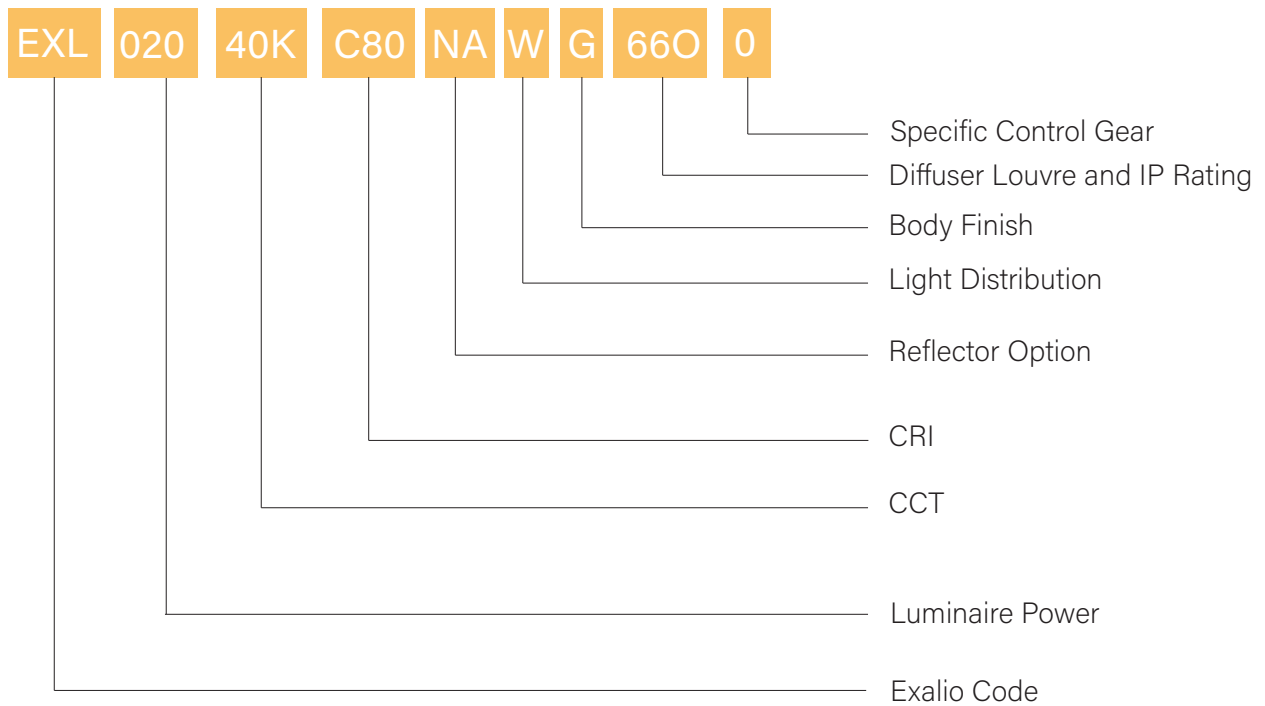 EXL 020 40K C80 NA W G 66O 0
Specific Control Gear
Diffuser Louvre and IP Rating
Body Finish
Light Distribution
Reflector Option
CRI
CCT
Luminaire Power
Exalio Code